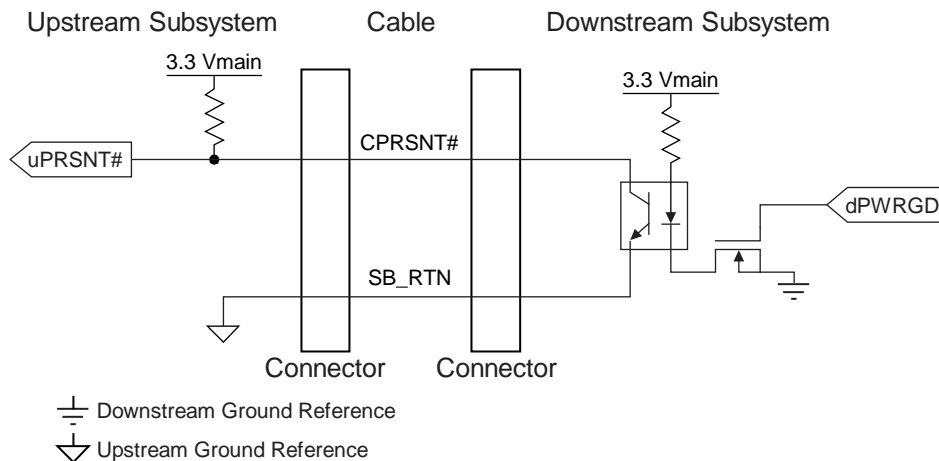 Upstream Subsystem
Cable
Downstream Subsystem
3.3 Vmain
3.3 Vmain
CPRSNT#
uPRSNT#
dPWRGD
SB_RTN
Connector
Connector
Downstream Ground Reference
Upstream Ground Reference